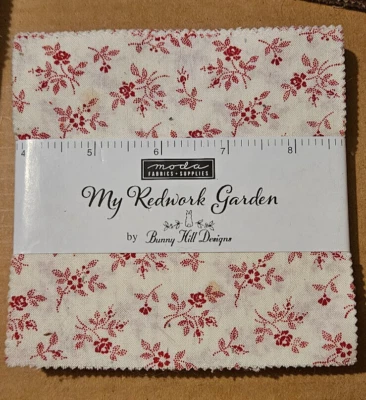 4 5 6 7 8
moda
FABRICS + SUPPLIES
My Redwork Garden
by Bunny Hill Designs